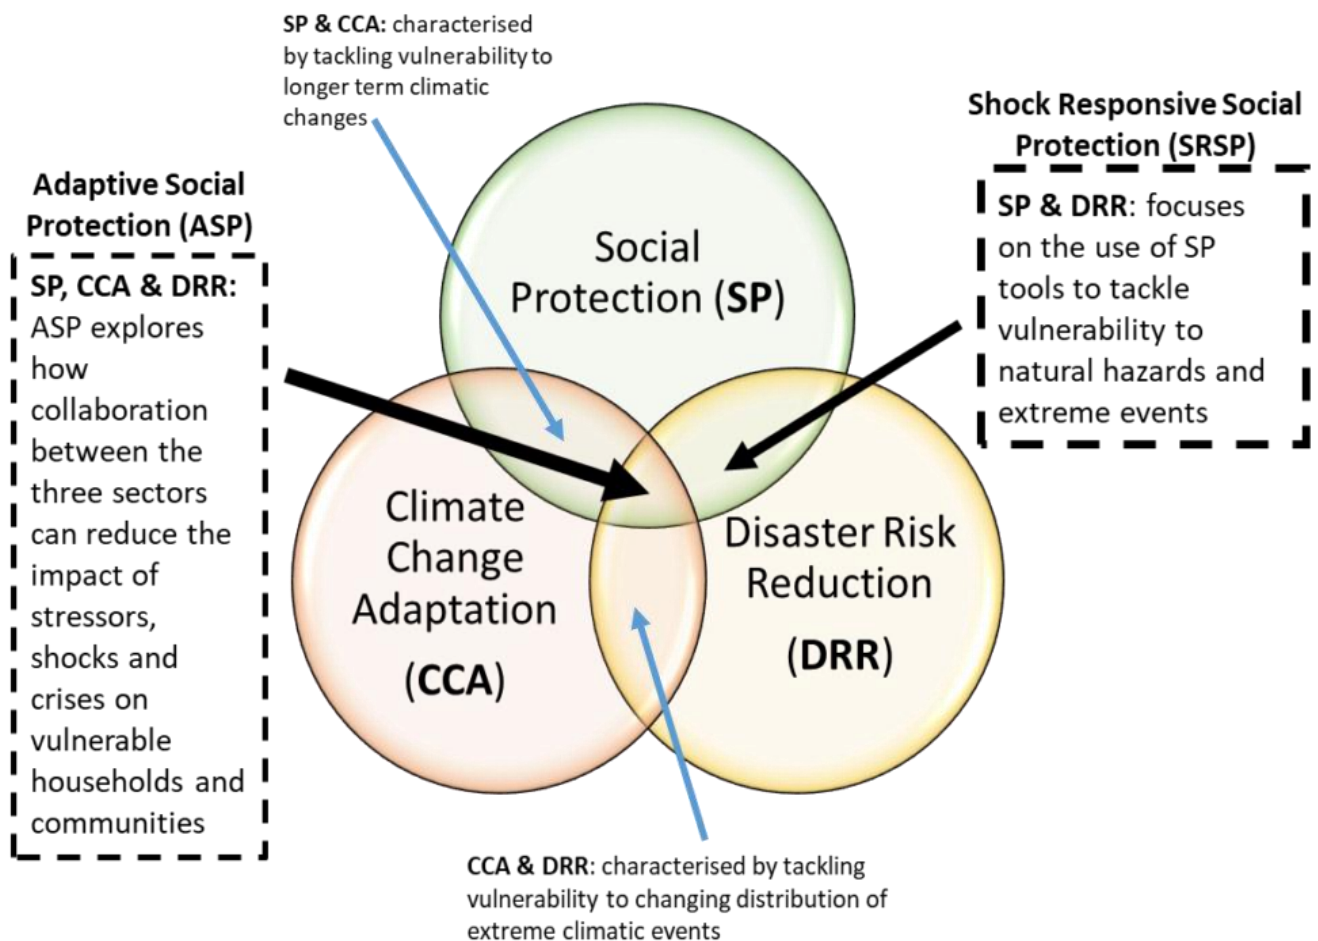 SP & CCA: characterised
by tackling vulnerability to
longer term climatic
changes
Shock Responsive Social
Protection (SRSP)
SP & DRR: focuses
on the use of SP
tools to tackle
vulnerability to
natural hazards and
extreme events
Adaptive Social
Protection (ASP)
SP, CCA & DRR:
ASP explores
how
collaboration
between the
three sectors
can reduce the
impact of
stressors,
shocks and
crises on
vulnerable
households and
communities
Social
Protection (SP)
Climate
Change
Adaptation
(CCA)
Disaster Risk
Reduction
(DRR)
CCA & DRR: characterised by tackling
vulnerability to changing distribution of
extreme climatic events